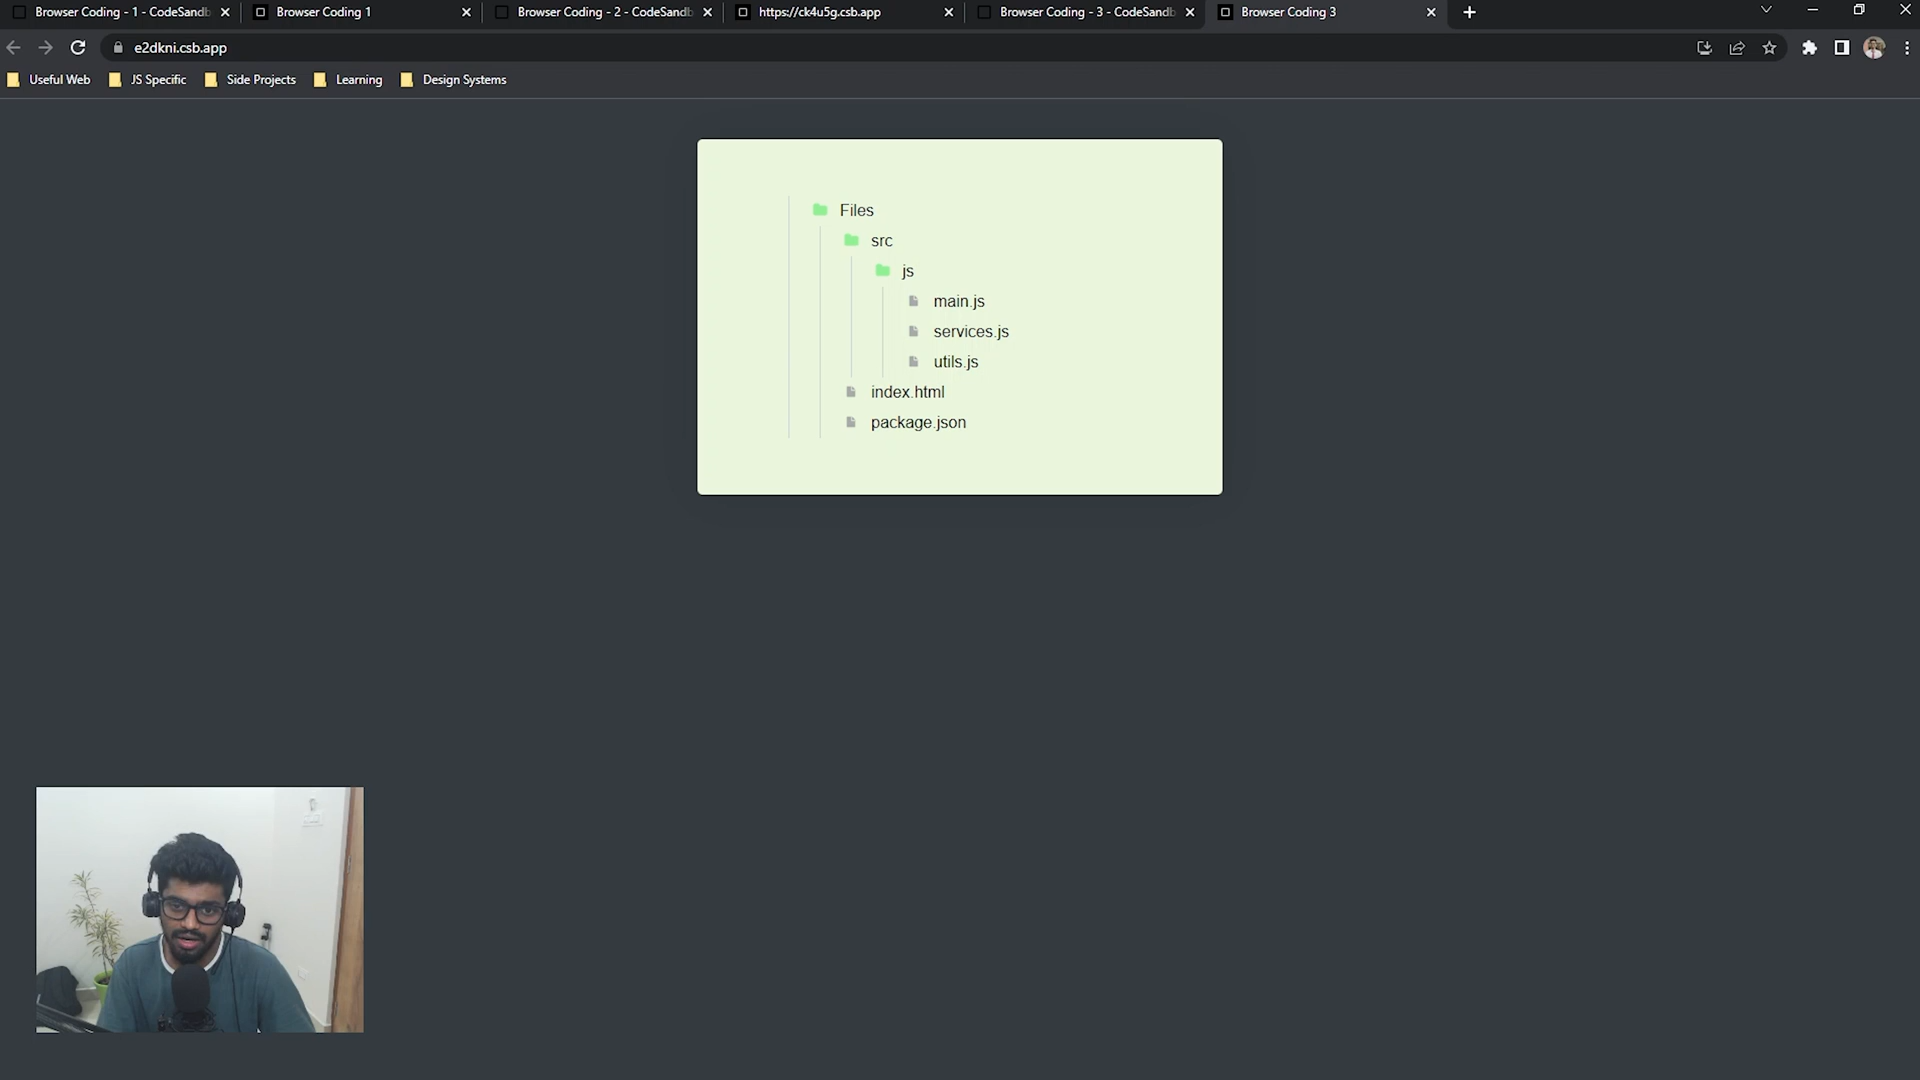 Browser Coding - 1 - CodeSandb
Browser Coding 1
Browser Coding - 2 - CodeSandb
https://ck4u5g.csb.app
Browser Coding - 3 - CodeSandb
Browser Coding 3
e2dkni.csb.app
Useful Web
JS Specific
Side Projects
Learning
Design Systems
Files
src
js
main.js
services.js
utils.js
index.html
package.json